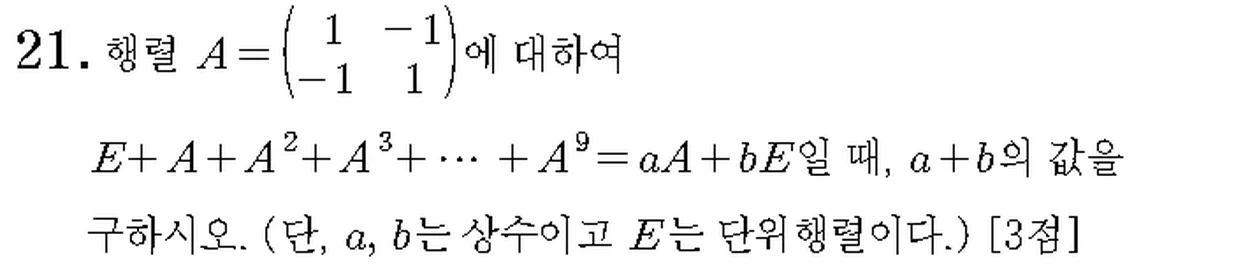 21. 행렬 A=(1 -1 -1 1)에 대하여
E+A+A²+A³+⋯+A⁹=aA+bE일 때, a+b의 값을
구하시오. (단, a, b는 상수이고 E는 단위행렬이다.) [3점]